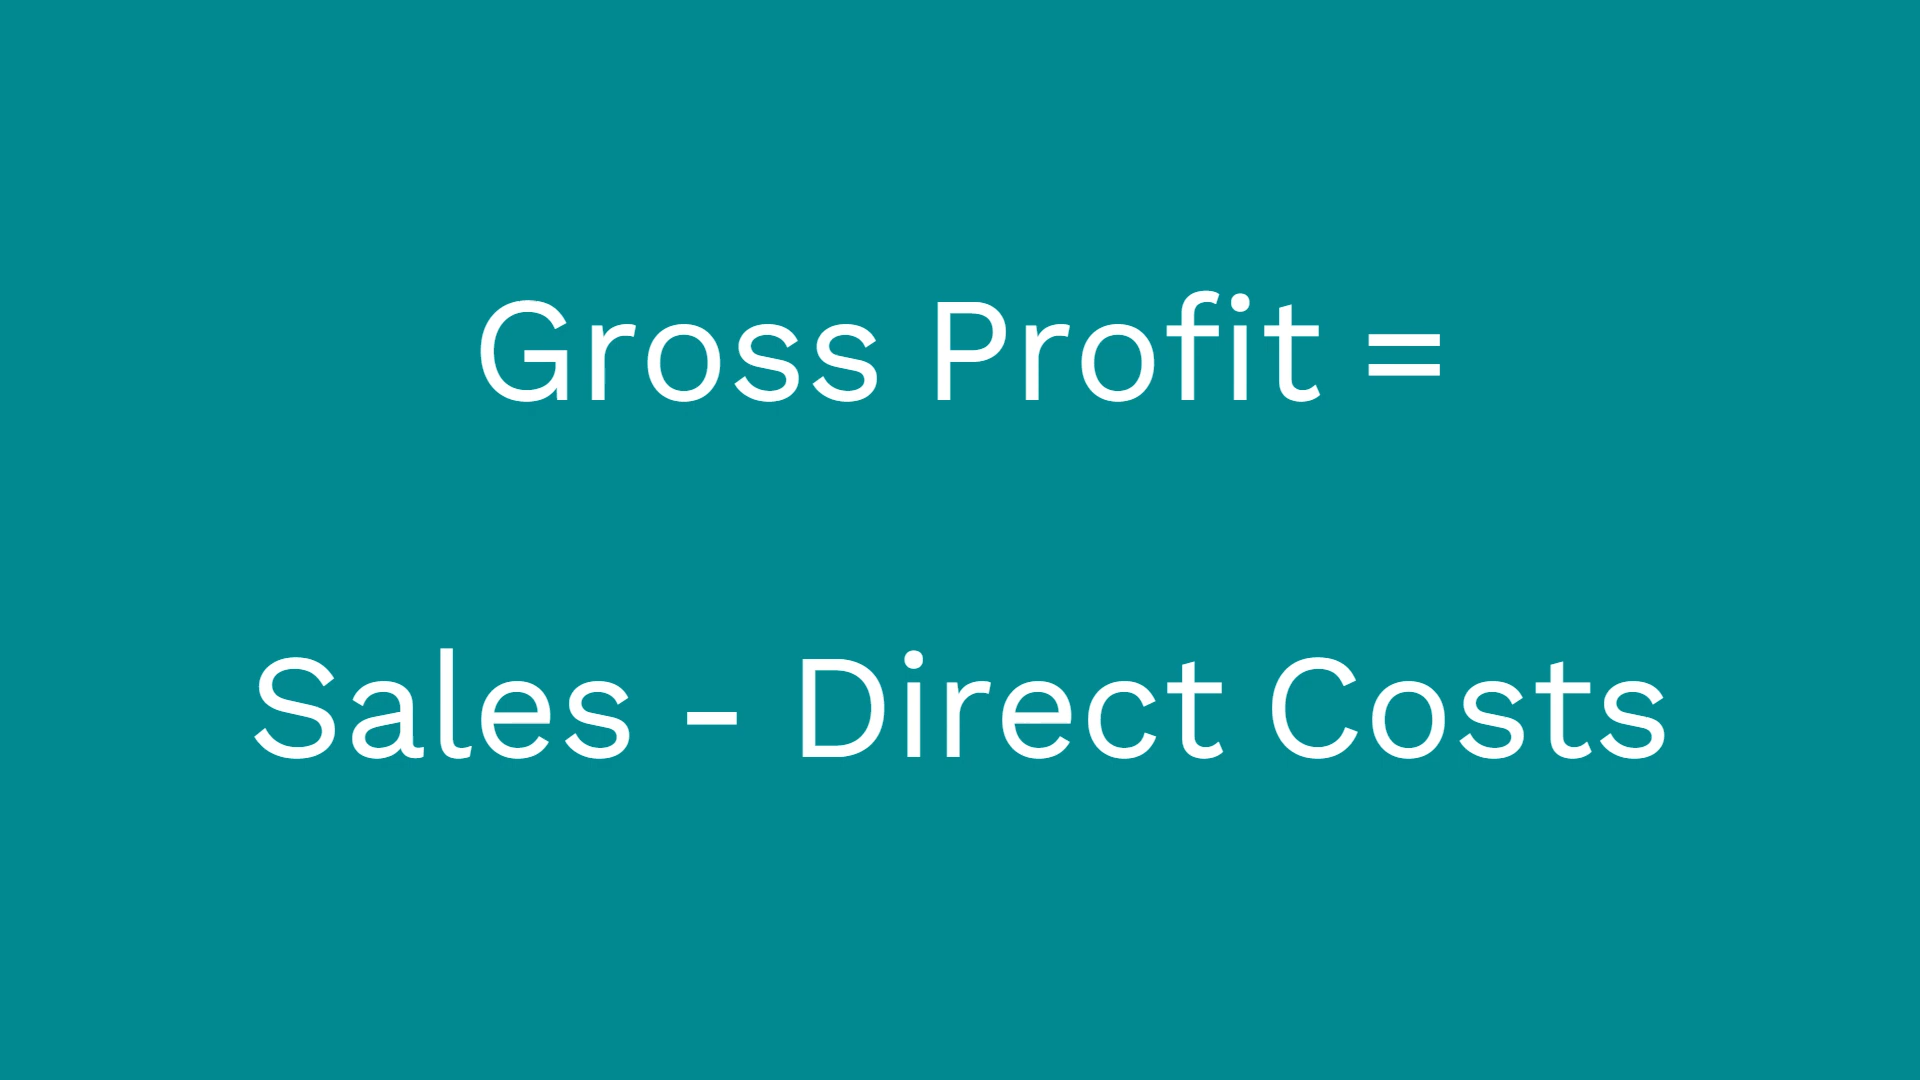 Gross Profit =
Sales - Direct Costs